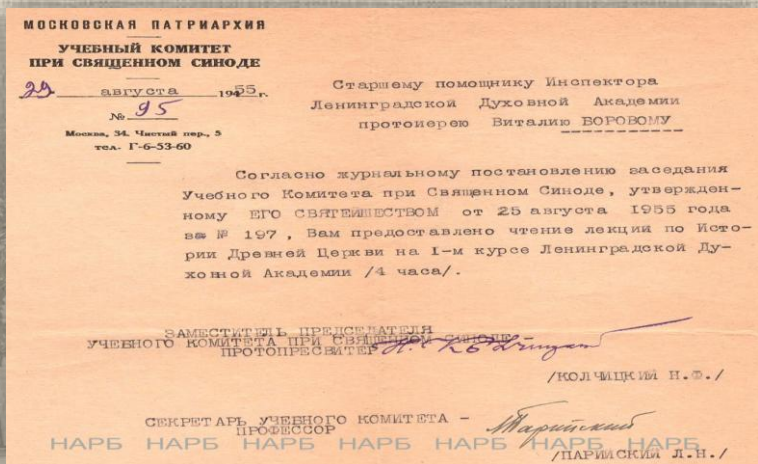 МОСКОВСКАЯ ПАТРИАРХИЯ
УЧЕБНЫЙ КОМИТЕТ
ПРИ СВЯЩЕННОМ СИНОДЕ
29 августа 1955 г.
№ 95
Москва, 34. Чистый пер., 5
тел. Г-6-53-60
Старшему помощнику Инспектора
Ленинградской Духовной Академии
протоиерею Виталию БОРОВОМУ
Согласно журнальному постановлению заседания
Учебного Комитета при Священном Синоде, утвержден-
ному ЕГО СВЯТЕЙШЕСТВОМ от 25 августа 1955 года
за № 197, Вам предоставлено чтение лекции по Исто-
рии Древней Церкви на I-м курсе Ленинградской Ду-
ховной Академии /4 часа/.
ЗАМЕСТИТЕЛЬ ПРЕДСЕДАТЕЛЯ
УЧЕБНОГО КОМИТЕТА ПРИ СВЯЩЕННОМ СИНОДЕ
ПРОТОПРЕСВИТЕР
/КОЛЧИЦКИЙ Н.Ф./
СЕКРЕТАРЬ УЧЕБНОГО КОМИТЕТА -
ПРОФЕССОР Парийский
/ПАРИЙСКИЙ Л.Н./
НАРБ НАРБ НАРБ НАРБ НАРБ НАРБ НАРБ